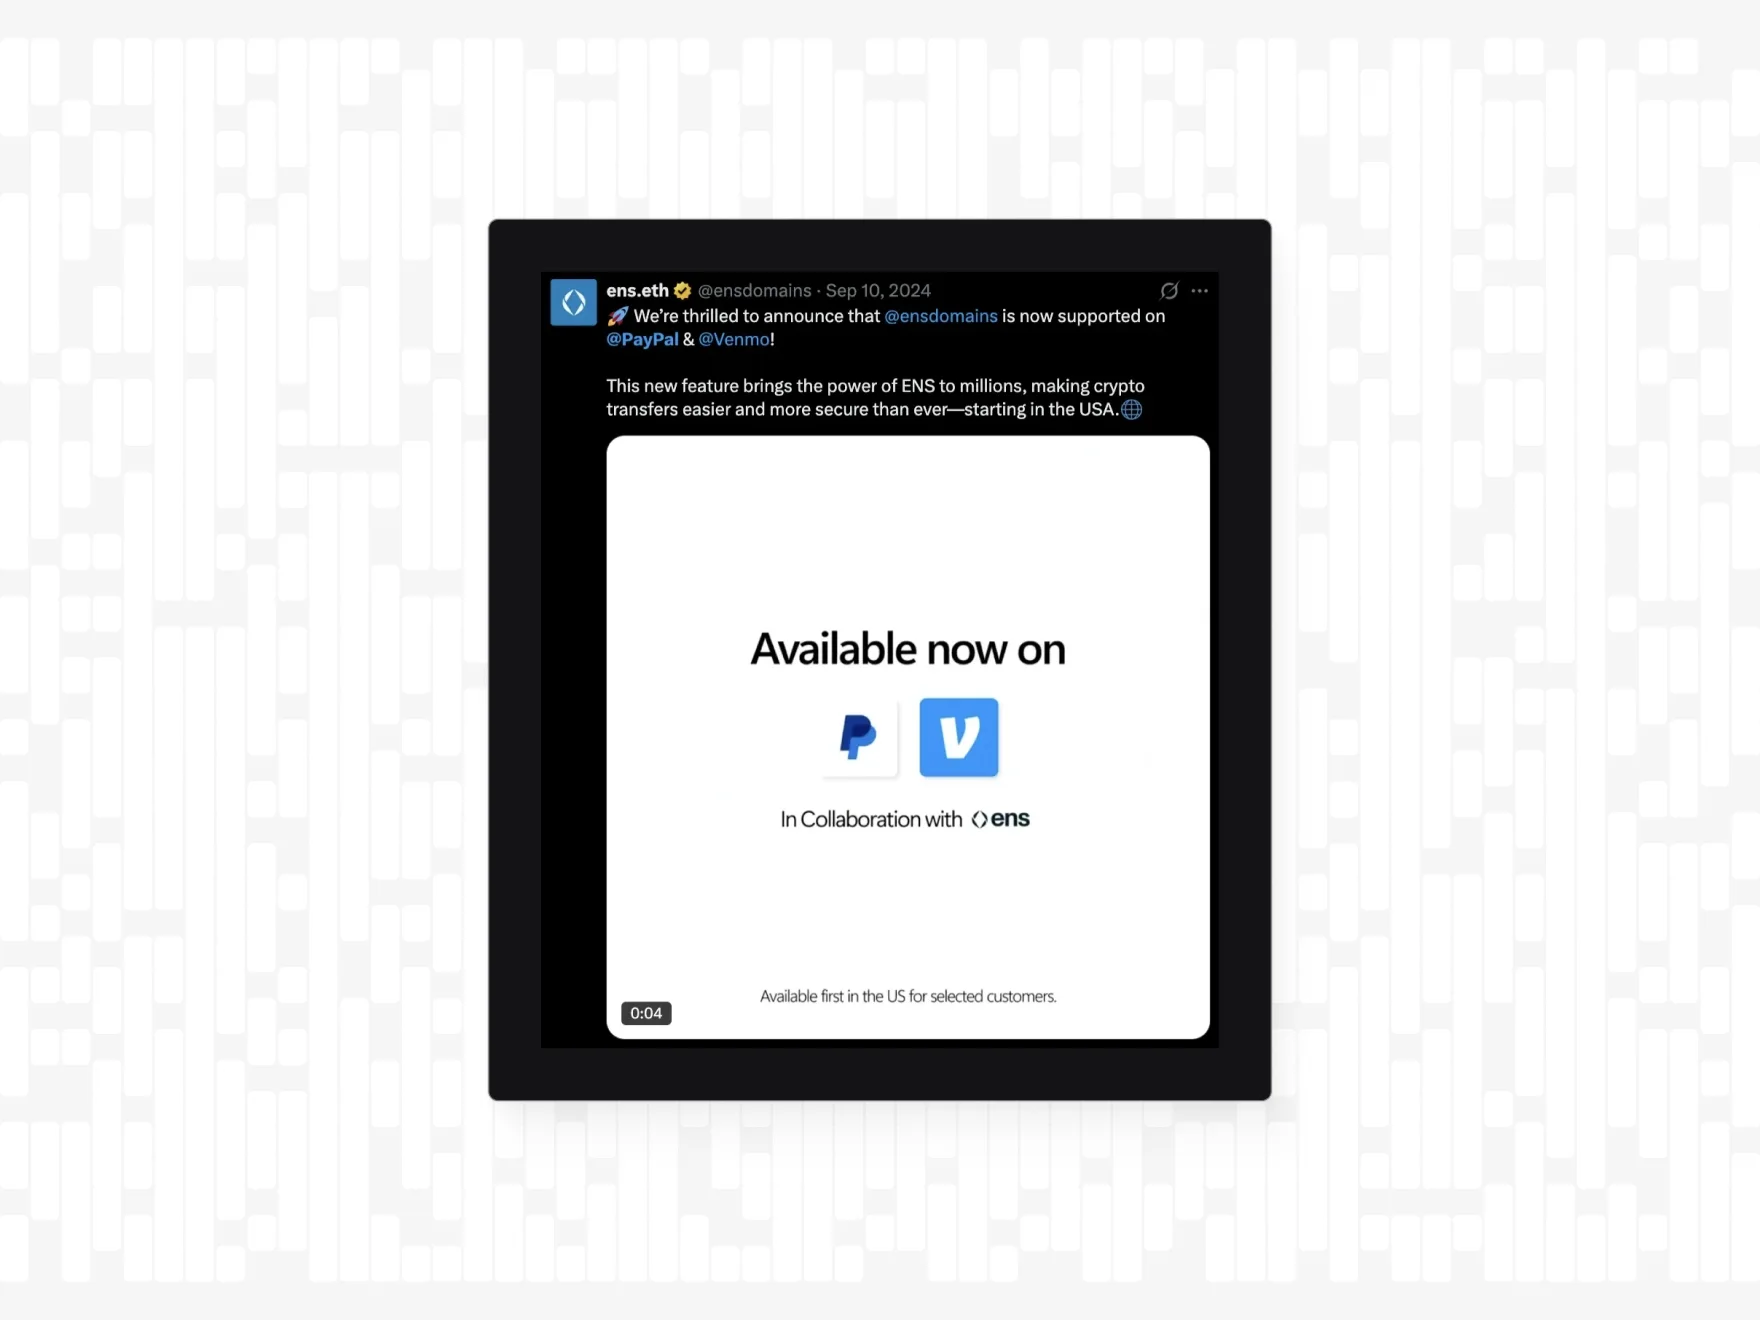 ens.eth @ensdomains · Sep 10, 2024
🚀 We’re thrilled to announce that @ensdomains is now supported on
@PayPal & @Venmo!
This new feature brings the power of ENS to millions, making crypto
transfers easier and more secure than ever—starting in the USA.🌐
Available now on
In Collaboration with ens
Available first in the US for selected customers.
0:04